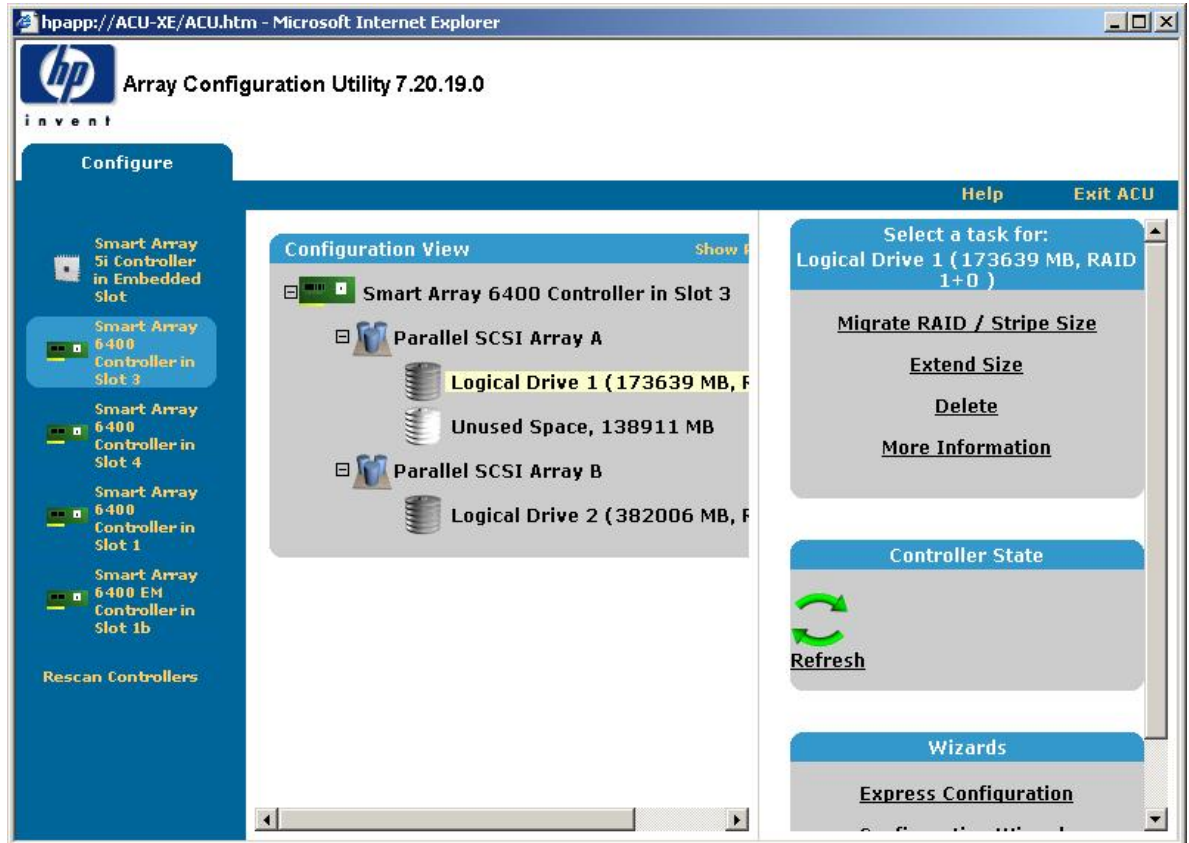 hpapp://ACU-XE/ACU.htm - Microsoft Internet Explorer
hp
invent
Array Configuration Utility 7.20.19.0
Configure
Help
Exit ACU
Smart Array
5i Controller
in Embedded
Slot
Smart Array
6400
Controller in
Slot 3
Smart Array
6400
Controller in
Slot 4
Smart Array
6400
Controller in
Slot 1
Smart Array
6400 EM
Controller in
Slot 1b
Rescan Controllers
Configuration View
Show
Smart Array 6400 Controller in Slot 3
Parallel SCSI Array A
Logical Drive 1 (173639 MB,
Unused Space, 138911 MB
Parallel SCSI Array B
Logical Drive 2 (382006 MB,
Select a task for:
Logical Drive 1 (173639 MB, RAID
1+0 )
Migrate RAID / Stripe Size
Extend Size
Delete
More Information
Controller State
Refresh
Wizards
Express Configuration